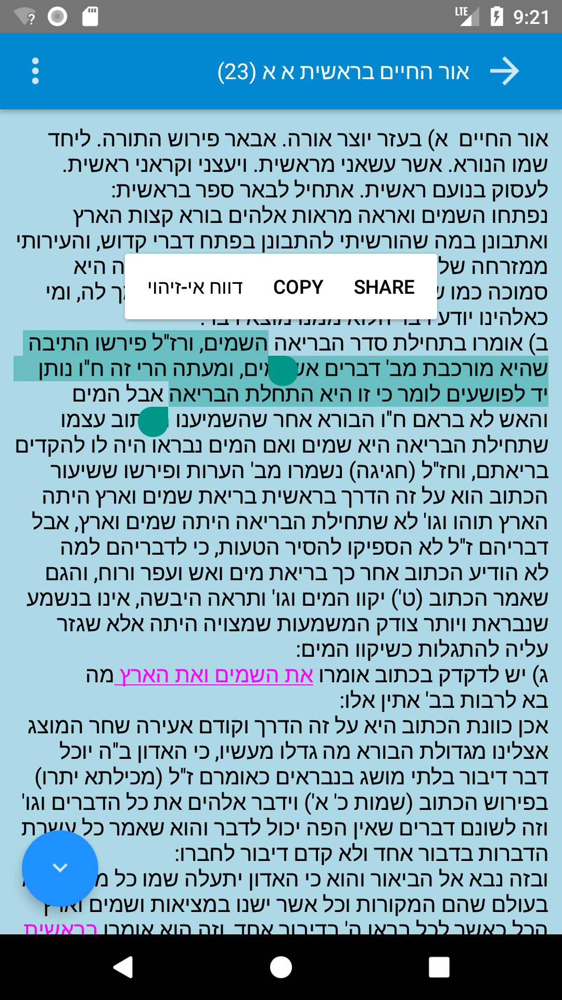 LTE 9:21
אור החיים בראשית א א (23)
אור החיים א) בעזר יוצר אורה. אבאר פירוש התורה. ליחד
שמו הנורא. אשר עשאני מראשית. ויעצני וקראני ראשית.
לעסוק בנועם ראשית. אתחיל לבאר ספר בראשית:
נפתחו השמים ואראה מראות אלהים בורא קצות הארץ
ואתבונן במה שהורשיתי להתבונן בפתח דברי קדוש, והעירותי
ממזרחה של היא
סמוכה כמו לה, ומי
כאלהינו יודע דבר הלוא ממנו מוצא דבר:
דווח אי-זיהוי COPY SHARE
ב) אומרו בתחילת סדר הבריאה השמים, ורז"ל פירשו התיבה
שהיא מורכבת מב' דברים ומעתה הרי זה ח"ו נותן
יד לפושעים לומר כי זו היא התחלת הבריאה אבל המים
והאש לא בראם ח"ו הבורא אחר שהשמיענו עצמו
שתחילת הבריאה היא שמים ואם המים נבראו היה לו להקדים
בריאתם, וחז"ל (חגיגה) נשמרו מב' הערות ופירשו ששיעור
הכתוב הוא על זה הדרך בראשית בריאת שמים וארץ היתה
הארץ תוהו וגו' לא שתחילת הבריאה היתה שמים וארץ, אבל
דבריהם ז"ל לא הספיקו להסיר הטעות, כי לדבריהם למה
לא הודיע הכתוב אחר כך בריאת מים ואש ועפר ורוח, והגם
שאמר הכתוב (ט') יקוו המים וגו' ותראה היבשה, אינו בנשמע
שנבראת ויותר צודק המשמעות שמצויה היתה אלא שגזר
עליה להתגלות כשיקוו המים:
ג) יש לדקדק בכתוב אומרו את השמים ואת הארץ מה
בא לרבות בב' אתין אלו:
אכן כוונת הכתוב היא על זה הדרך וקודם אעירה שחר המוצג
אצלינו מגדולת הבורא מה גדלו מעשיו, כי האדון ב"ה יוכל
דבר דיבור בלתי מושג בנבראים כאומרם ז"ל (מכילתא יתרו)
בפירוש הכתוב (שמות כ' א') וידבר אלהים את כל הדברים וגו'
וזה לשונם דברים שאין הפה יכול לדבר והוא שאמר כל עשרת
הדברות בדבור אחד ולא קדם דיבור לחברו:
ובזה נבא אל הביאור והוא כי האדון יתעלה שמו כל
בעולם שהם המקורות וכל אשר ישנו במציאות ושמים וארץ
הכל כאשר לכל בראו ה' בדיבור אחד, וזה הוא אומרו בראשית